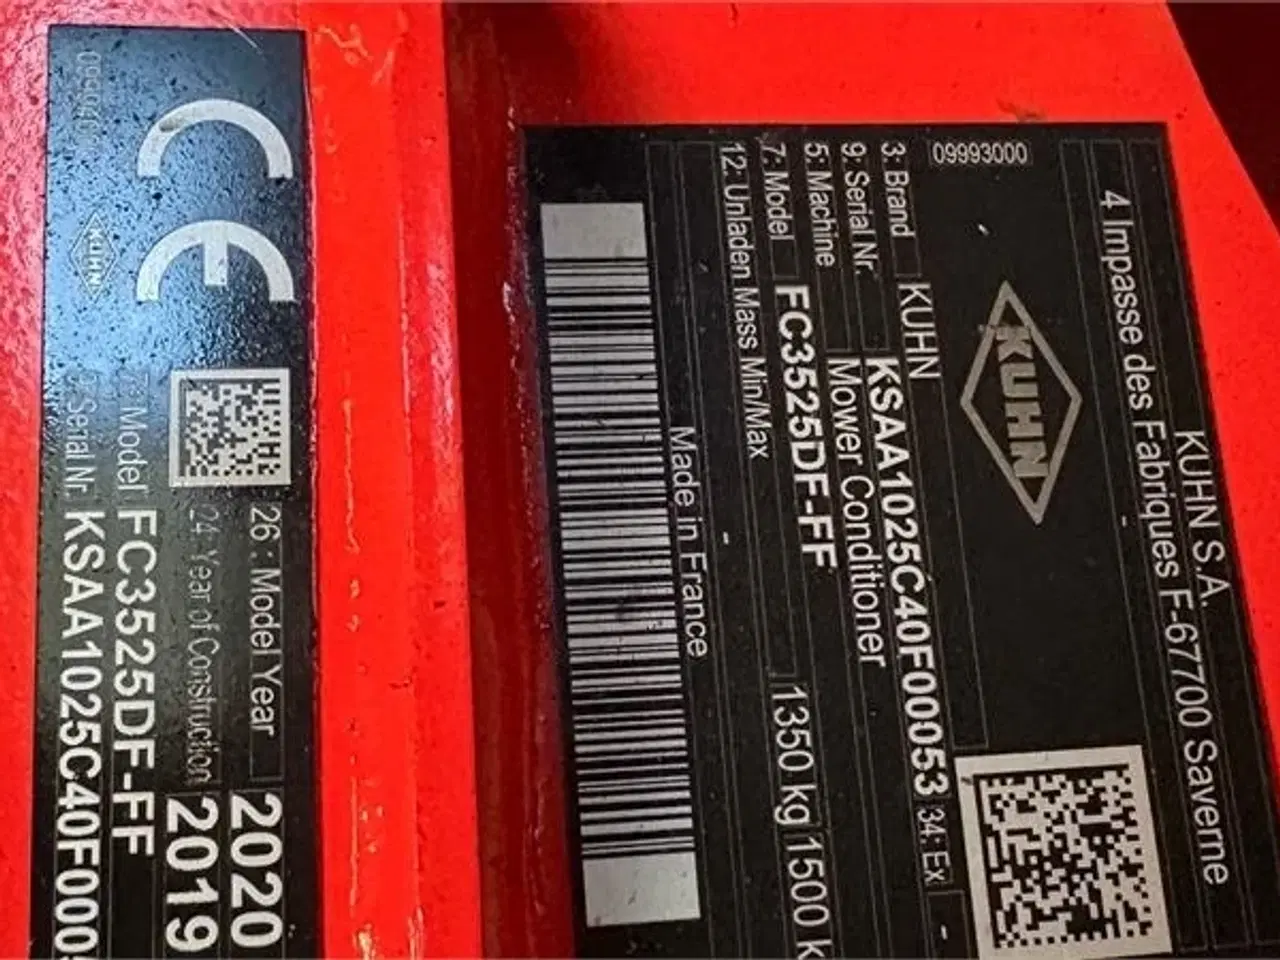 KUHN S.A.
4 Impasse des Fabriques F-67700 Saverne
KUHN
09993000
3: Brand KUHN
9: Serial Nr. KSAA1025C40F00053 34: Ex -
5: Machine Mower Conditioner
7: Model FC3525DF-FF
12: Unladen Mass Min/Max 1350 kg 1500 k
-
Made in France
CE
KUHN
26 : Model Year 2020
24: Year of Construction 2019
7: Model FC3525DF-FF
Serial Nr. KSAA1025C40F000